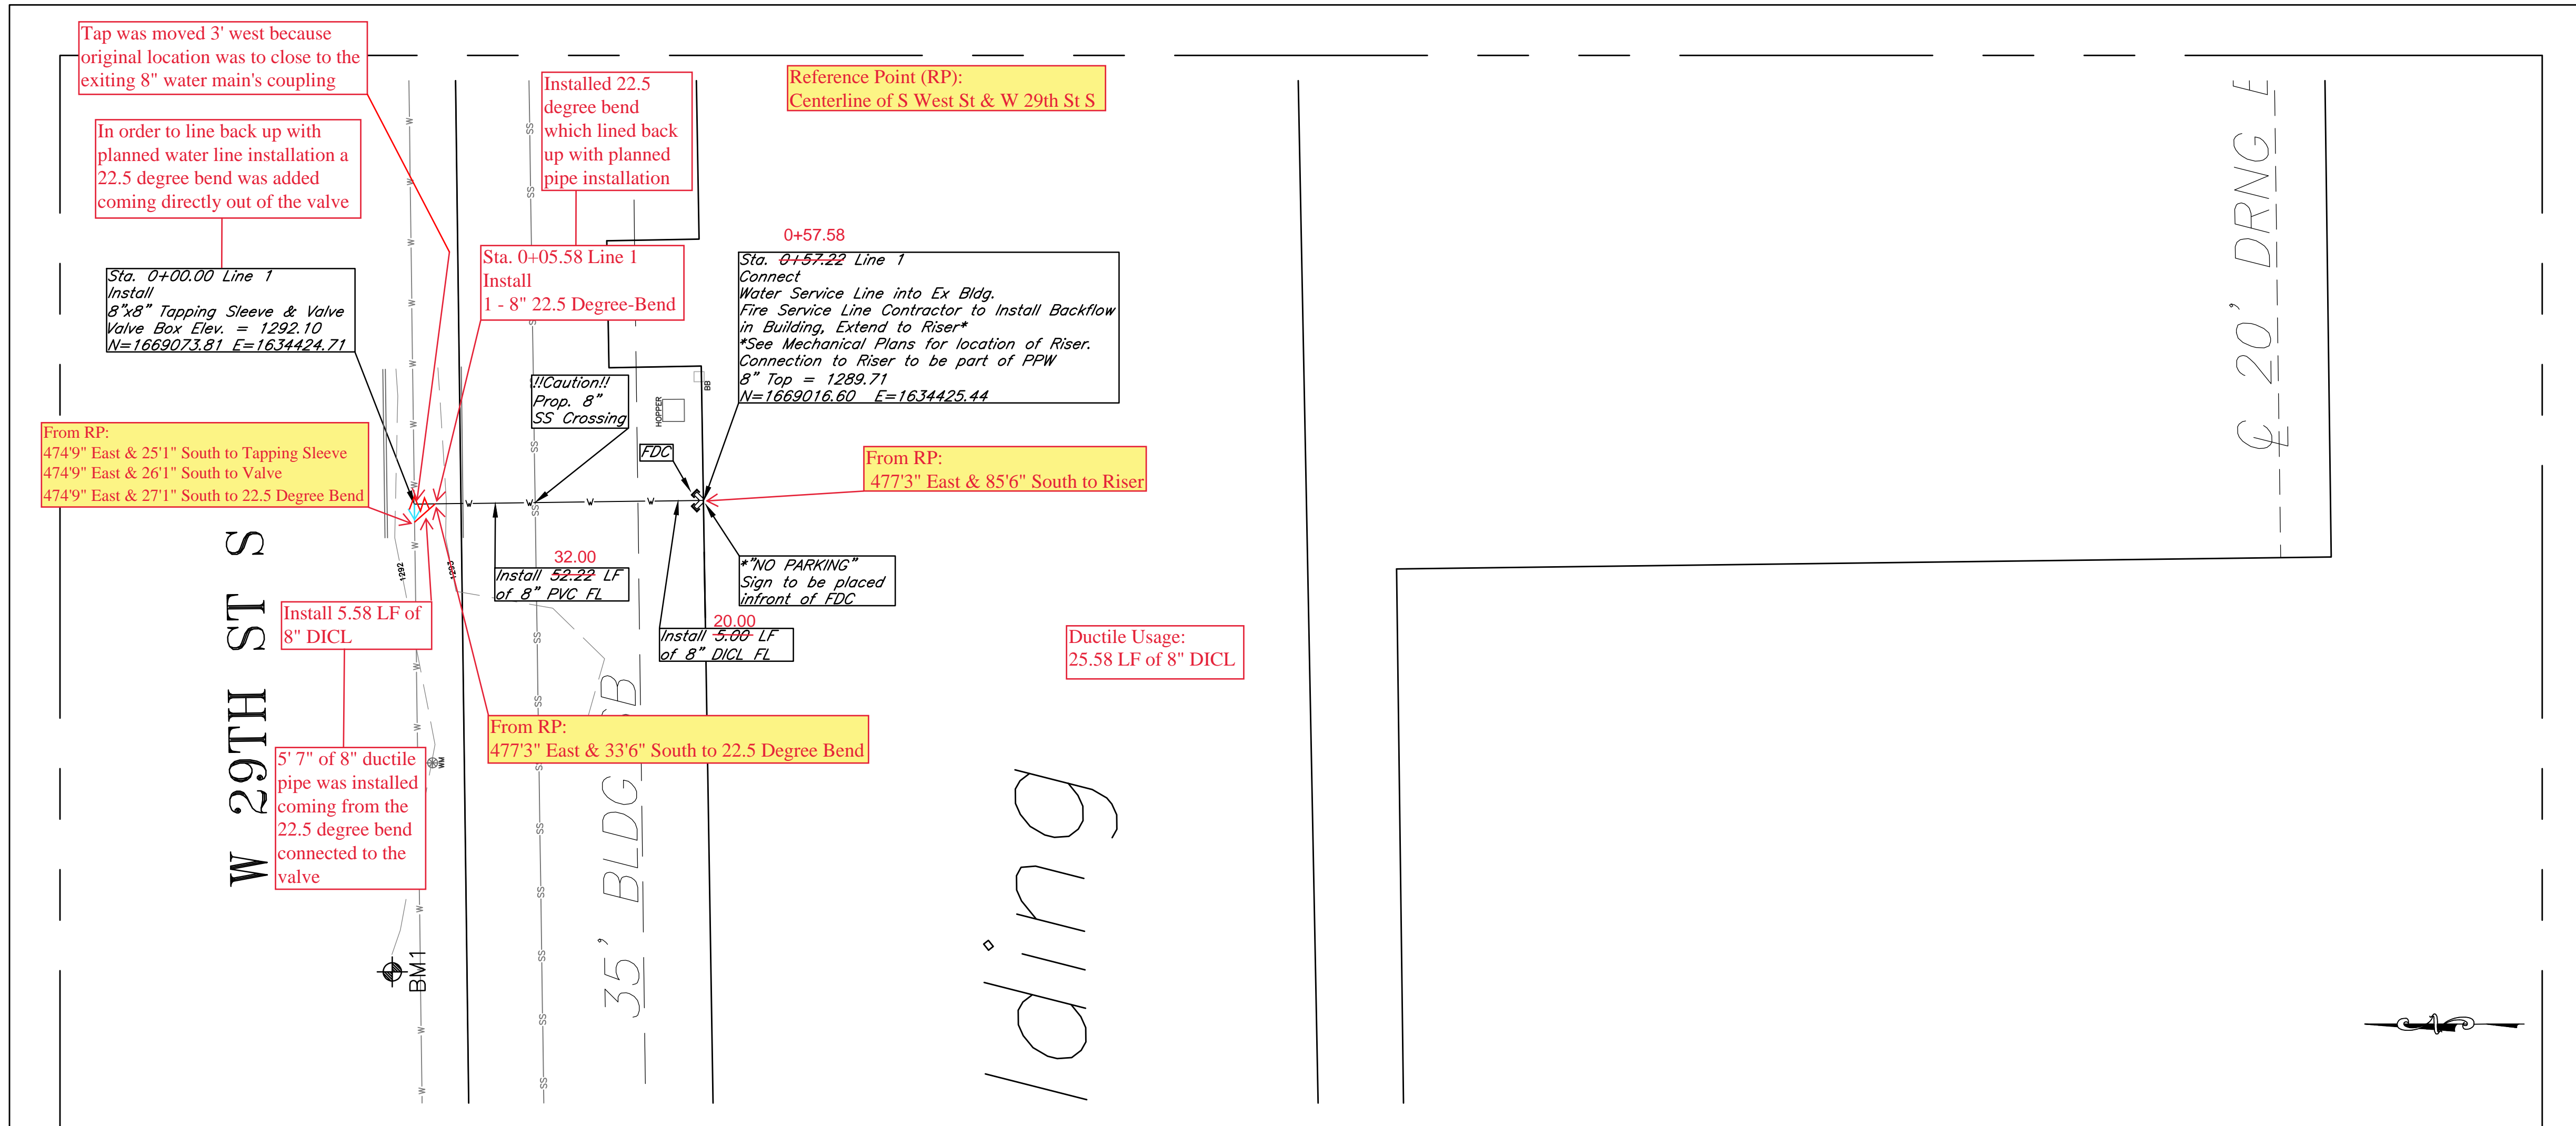 Tap was moved 3' west because
original location was to close to the
exiting 8" water main's coupling
In order to line back up with
planned water line installation a
22.5 degree bend was added
coming directly out of the valve
Installed 22.5
degree bend
which lined back
up with planned
pipe installation
Reference Point (RP):
Centerline of S West St & W 29th St S
Sta. 0+00.00 Line 1
Install
8"x8" Tapping Sleeve & Valve
Valve Box Elev. = 1292.10
N=1669073.81 E=1634424.71
Sta. 0+05.58 Line 1
Install
1 - 8" 22.5 Degree-Bend
0+57.58
Sta. 0+57.22 Line 1
Connect
Water Service Line into Ex Bldg.
Fire Service Line Contractor to Install Backflow
in Building, Extend to Riser*
*See Mechanical Plans for location of Riser.
Connection to Riser to be part of PPW
8" Top = 1289.71
N=1669016.60 E=1634425.44
!!Caution!!
Prop. 8"
SS Crossing
HOPPER
BB
FDC
From RP:
474'9" East & 25'1" South to Tapping Sleeve
474'9" East & 26'1" South to Valve
474'9" East & 27'1" South to 22.5 Degree Bend
From RP:
477'3" East & 85'6" South to Riser
32.00
Install 52.22 LF
of 8" PVC FL
*"NO PARKING"
Sign to be placed
infront of FDC
20.00
Install 5.00 LF
of 8" DICL FL
Install 5.58 LF of
8" DICL
Ductile Usage:
25.58 LF of 8" DICL
From RP:
477'3" East & 33'6" South to 22.5 Degree Bend
5' 7" of 8" ductile
pipe was installed
coming from the
22.5 degree bend
connected to the
valve
W 29TH ST S
1292
1293
WM
BM1
35' BLDG SB
lding
℄ 20' DRNG E
W
SS